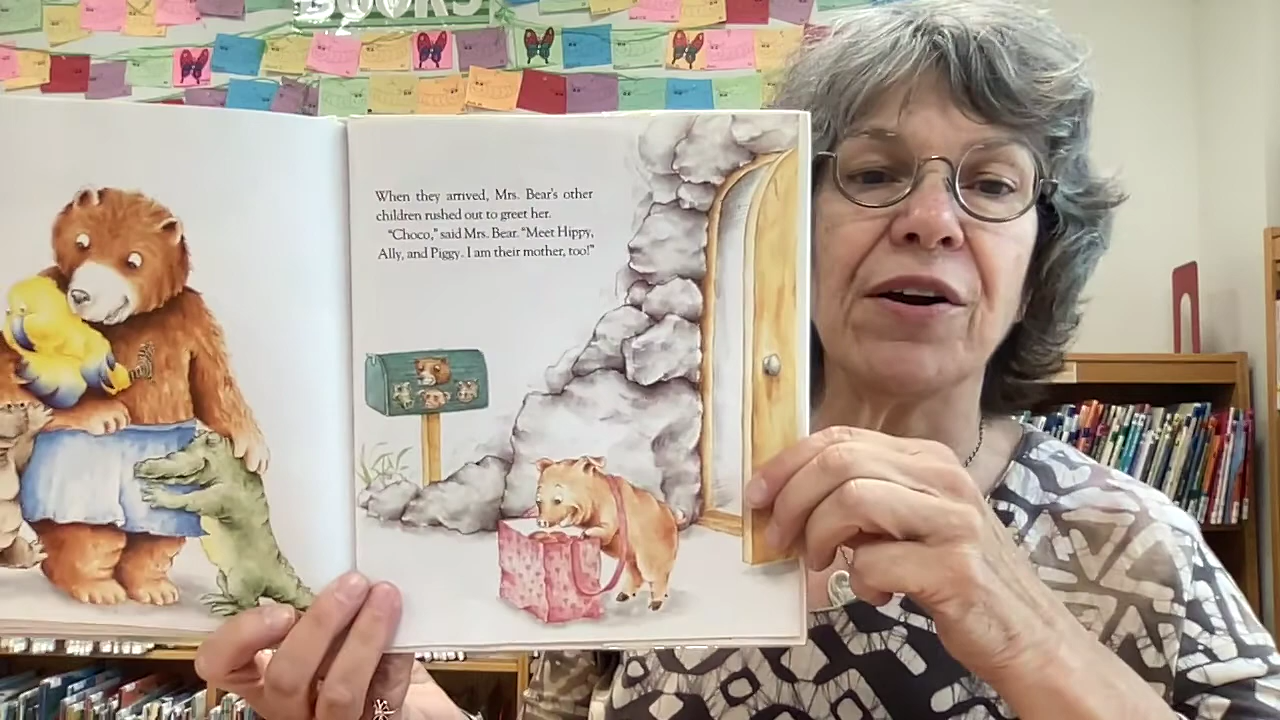 BOOKS
When they arrived, Mrs. Bear's other
children rushed out to greet her.
"Choco," said Mrs. Bear. "Meet Hippy,
Ally, and Piggy. I am their mother, too!"